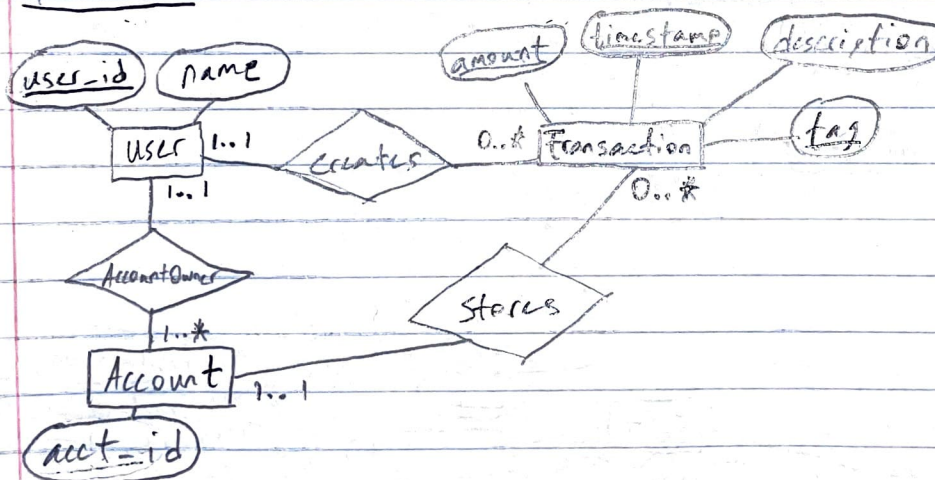 user_id
name
amount
timestamp
description
user
1..1
creates
0..*
Transaction
tag
1..1
0..*
AccountOwner
stores
1..*
Account
1..1
acct_id